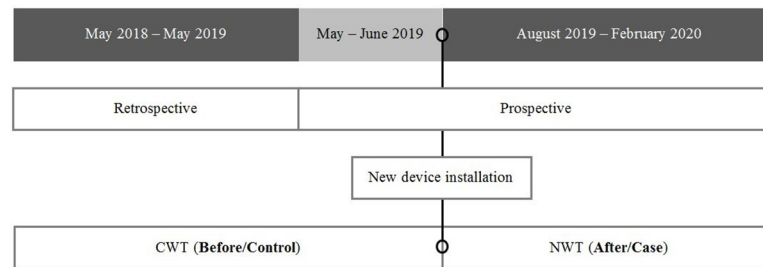 May 2018 – May 2019
May – June 2019
August 2019 – February 2020
Retrospective
Prospective
New device installation
CWT (Before/Control)
NWT (After/Case)